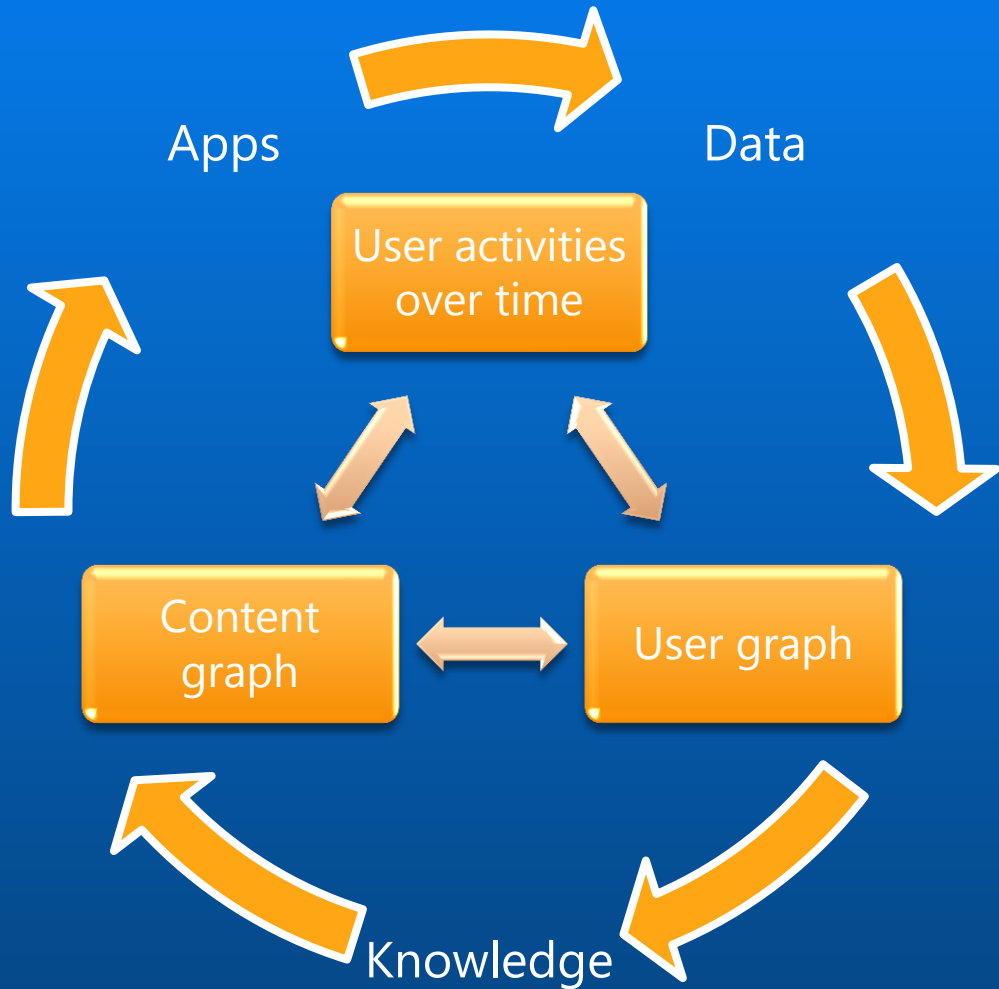 Apps
Data
User activities
over time
Content
graph
User graph
Knowledge